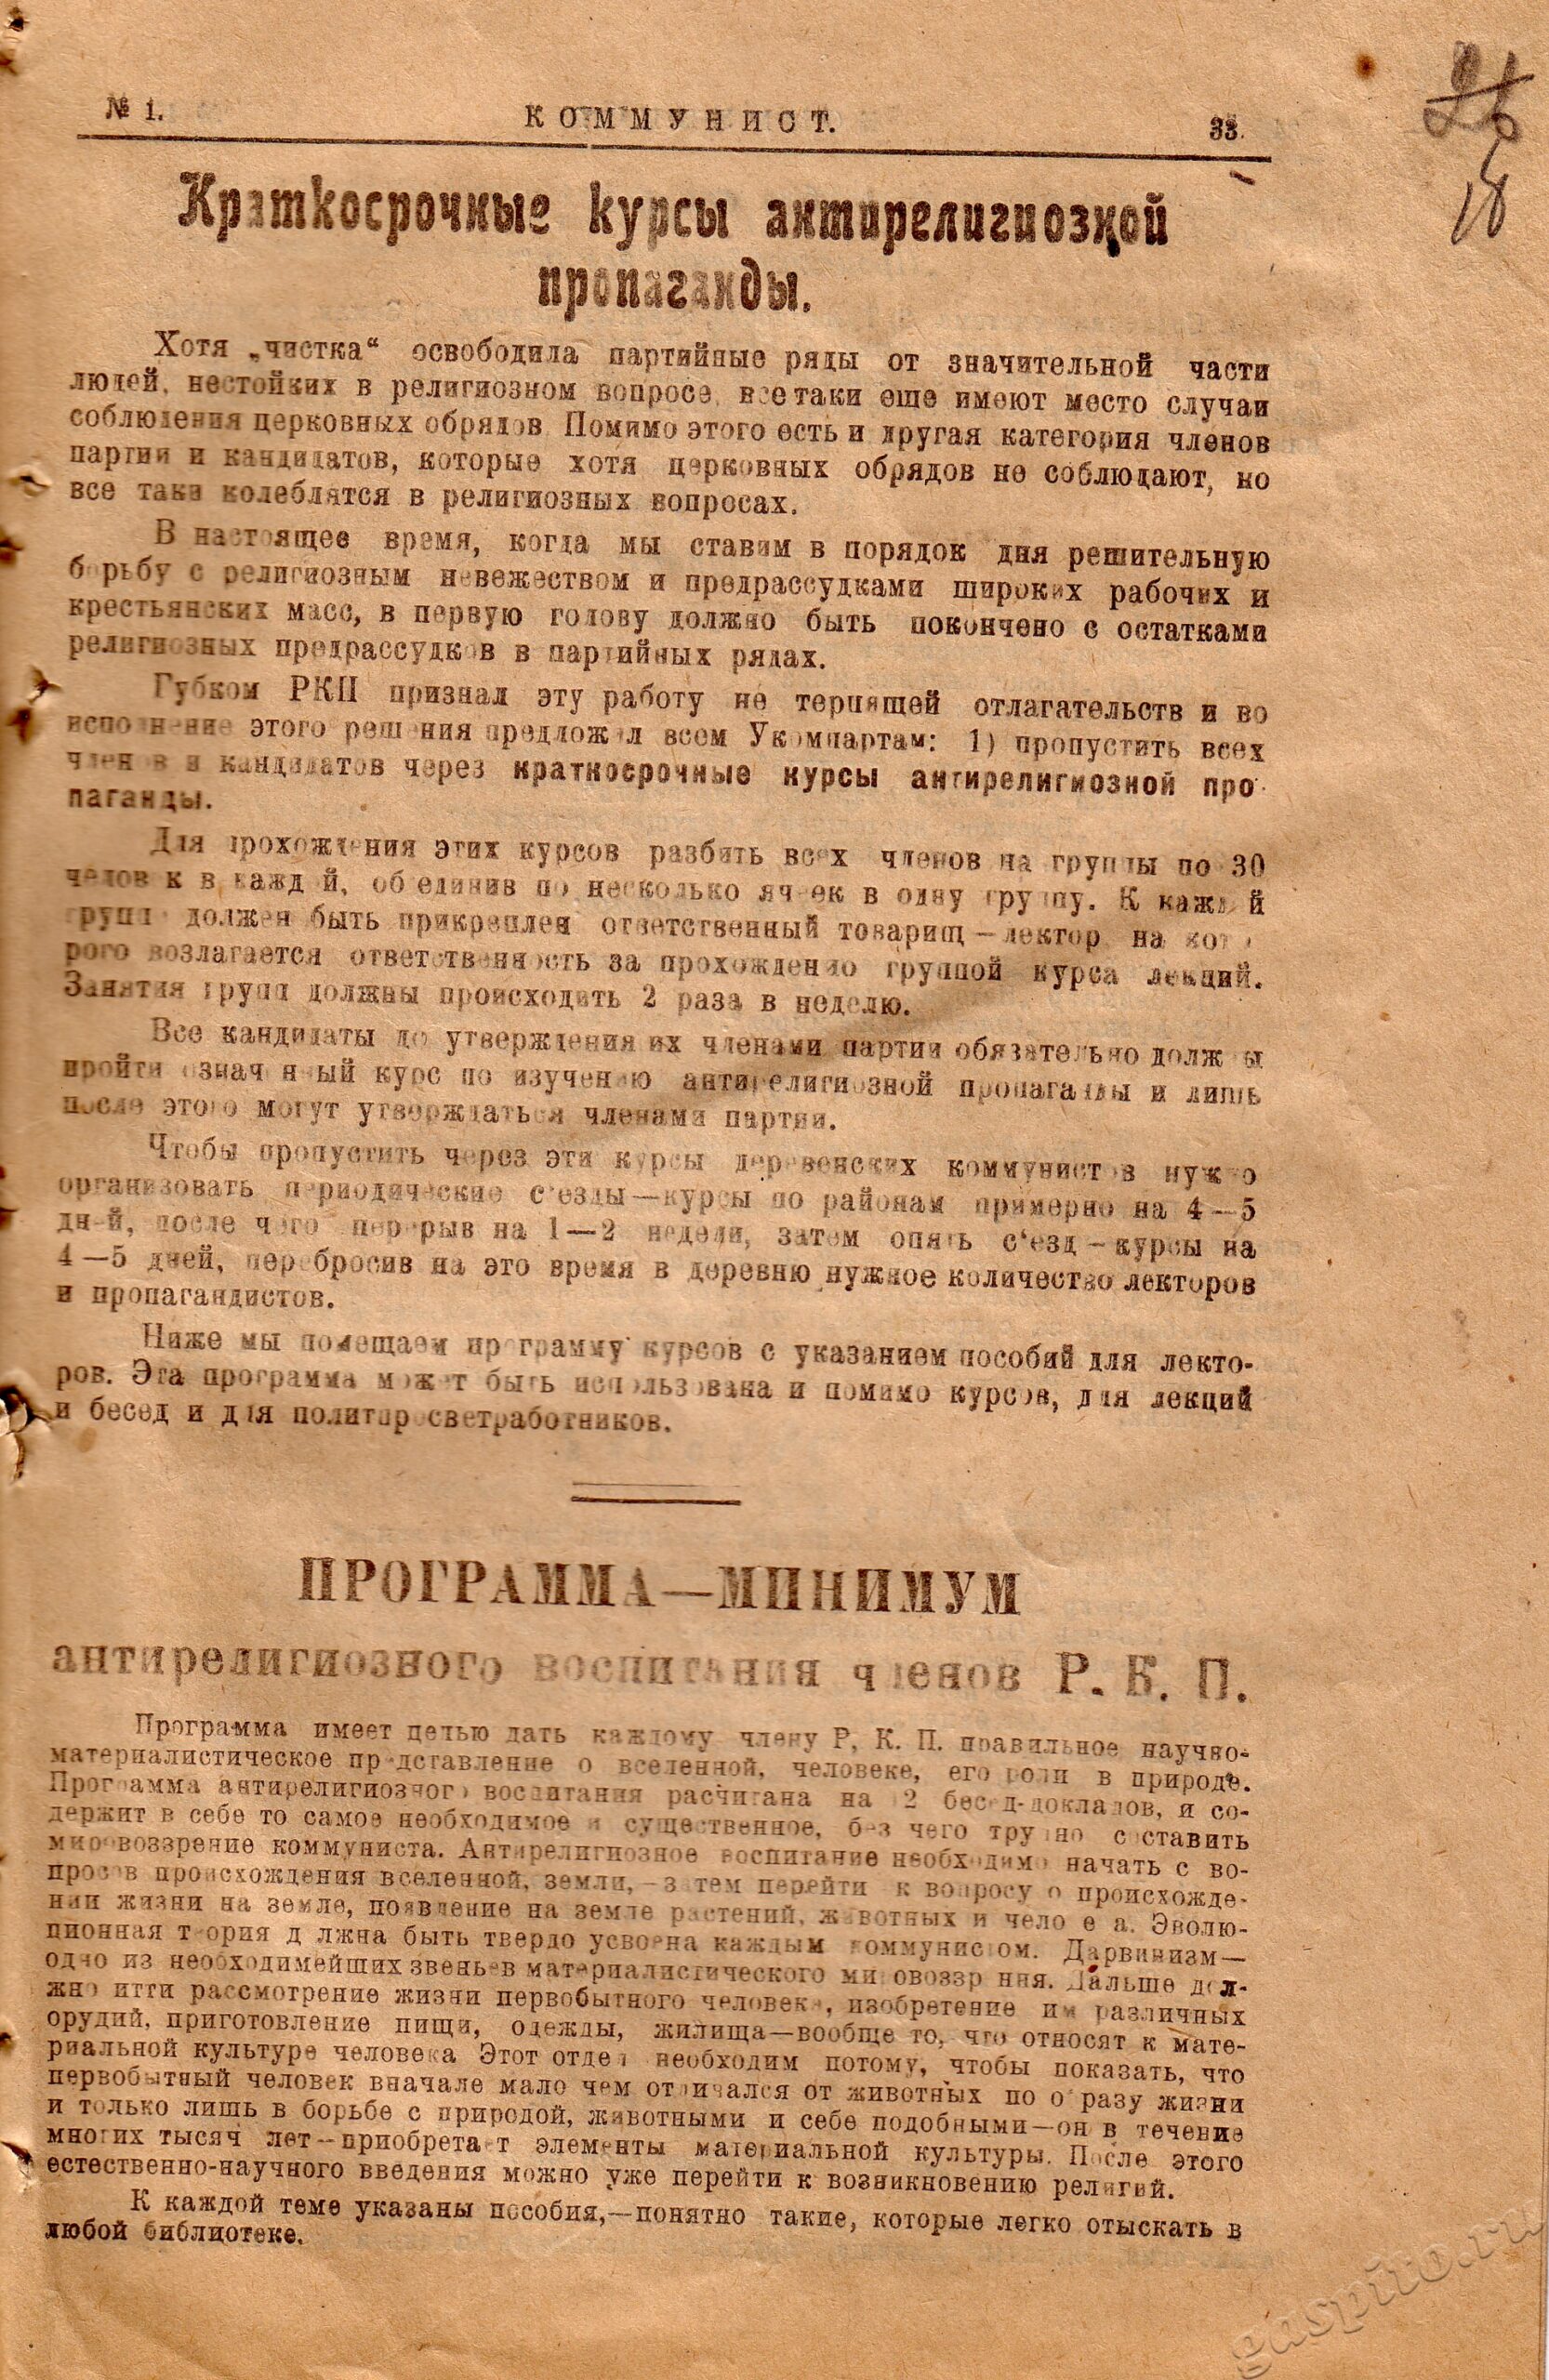 № 1.
КОММУНИСТ.
33.
Краткосрочные курсы антирелигиозной
пропаганды.
Хотя „чистка“ освободила партийные ряды от значительной части
людей, нестойких в религиозном вопросе, все таки еще имеют место случаи
соблюдения церковных обрядов Помимо этого есть и другая категория членов
партии и кандидатов, которые хотя церковных обрядов не соблюдают, но
все таки колеблятся в религиозных вопросах.
В настоящее время, когда мы ставим в порядок дня решительную
борьбу с религиозным невежеством и предрассудками широких рабочих и
крестьянских масс, в первую голову должно быть покончено с остатками
религиозных предрассудков в партийных рядах.
Губком РКП признал эту работу не терпящей отлагательств и во
исполнение этого решения предложил всем Укомпартам: 1) пропустить всех
членов и кандидатов через краткосрочные курсы антирелигиозной про-
паганды.
Для прохождения этих курсов разбить всех членов на группы по 30
человек в каждой, об'единив по несколько ячеек в одну группу. К каждой
группе должен быть прикреплен ответственный товарищ—лектор, на кото-
рого возлагается ответственность за прохождению группой курса лекций.
Занятия групп должны происходить 2 раза в неделю.
Все кандидаты до утверждения их членами партии обязательно должны
пройти означенный курс по изучению антирелигиозной пропаганды и лишь
после этого могут утверждаться членами партии.
Чтобы пропустить через эти курсы деревенских коммунистов нужно
организовать периодические с'езды—курсы по районам примерно на 4—5
дней, после чего перерыв на 1—2 недели, затем опять с‘езд—курсы на
4—5 дней, перебросив на это время в деревню нужное количество лекторов
и пропагандистов.
Ниже мы помещаем программу курсов с указанием пособий для лекто-
ров. Эта программа может быть использована и помимо курсов, для лекций
и бесед и для политпросветработников.
ПРОГРАММА—МИНИМУМ
антирелигиозного воспитания членов Р. К. П.
Программа имеет целью дать каждому члену Р, К. П. правильное научно-
материалистическое представление о вселенной, человеке, его роли в природе.
Программа антирелигиозного воспитания расчитана на 2 бесед-докладов, и со-
держит в себе то самое необходимое и существенное, без чего трудно составить
мировоззрение коммуниста. Антирелигиозное воспитание необходимо начать с во-
просов происхождения вселенной, земли,—затем перейти к вопросу о происхожде-
нии жизни на земле, появление на земле растений, животных и человека. Эволю-
ционная теория должна быть твердо усвоена каждым коммунистом. Дарвинизм—
одно из необходимейших звеньев материалистического мировоззрния. Дальше дол-
жно итти рассмотрение жизни первобытного человека, изобретение им различных
орудий, приготовление пищи, одежды, жилища—вообще то, что относят к мате-
риальной культуре человека Этот отдел необходим потому, чтобы показать, что
первобытный человек вначале мало чем отличался от животных по образу жизни
и только лишь в борьбе с природой, животными и себе подобными—он в течение
многих тысяч лет—приобретает элементы материальной культуры. После этого
естественно-научного введения можно уже перейти к возникновению религий.
К каждой теме указаны пособия,—понятно такие, которые легко отыскать в
любой библиотеке.
18
gaspito.ru